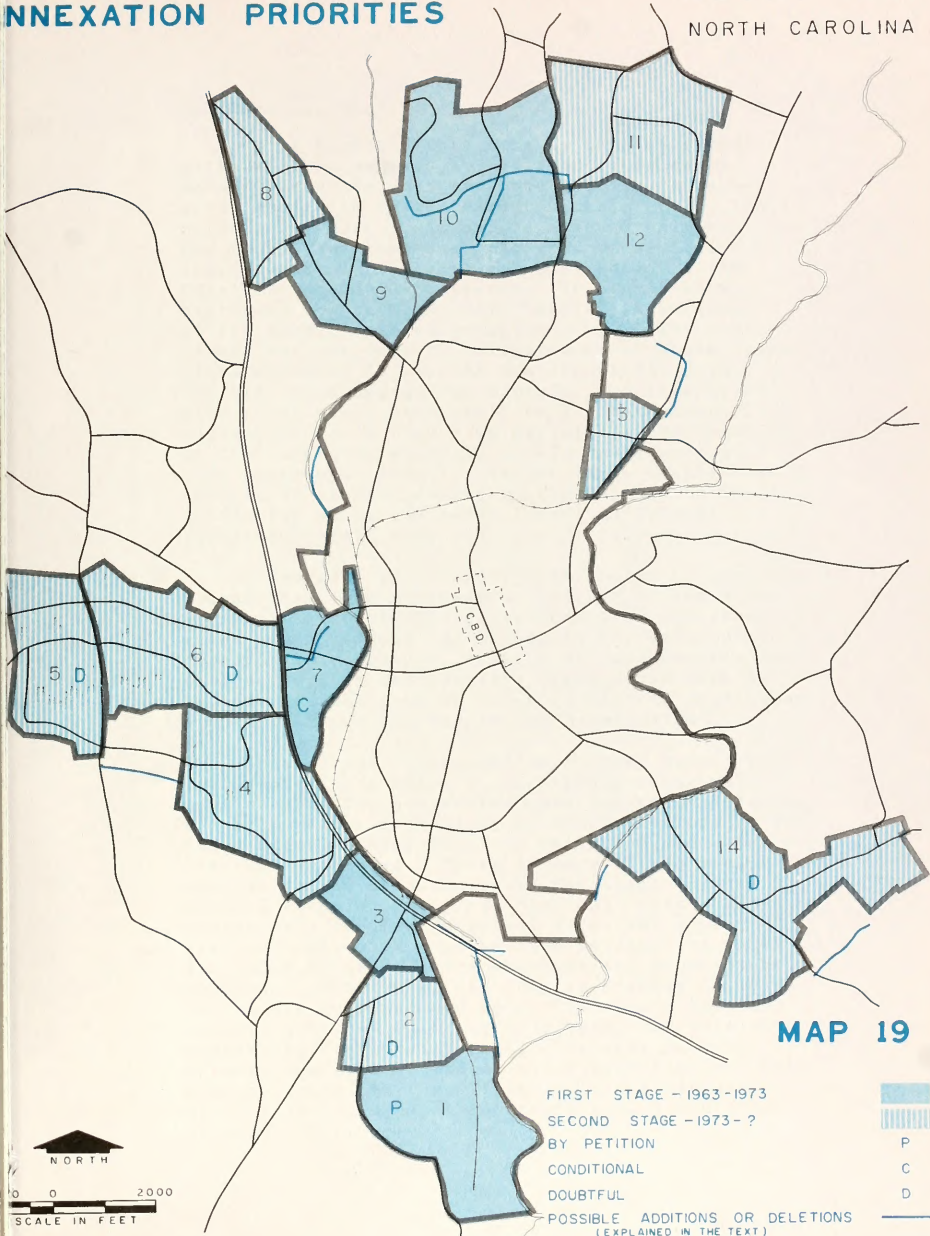 NNEXATION PRIORITIES
NORTH CAROLINA
8
11
10
12
9
13
CBD
5 D
6 D
7
C
4
14
D
3
2
D
P 1
MAP 19
FIRST STAGE - 1963-1973
SECOND STAGE - 1973- ?
BY PETITION P
CONDITIONAL C
DOUBTFUL D
POSSIBLE ADDITIONS OR DELETIONS
(EXPLAINED IN THE TEXT)
NORTH
0 0 2000
SCALE IN FEET